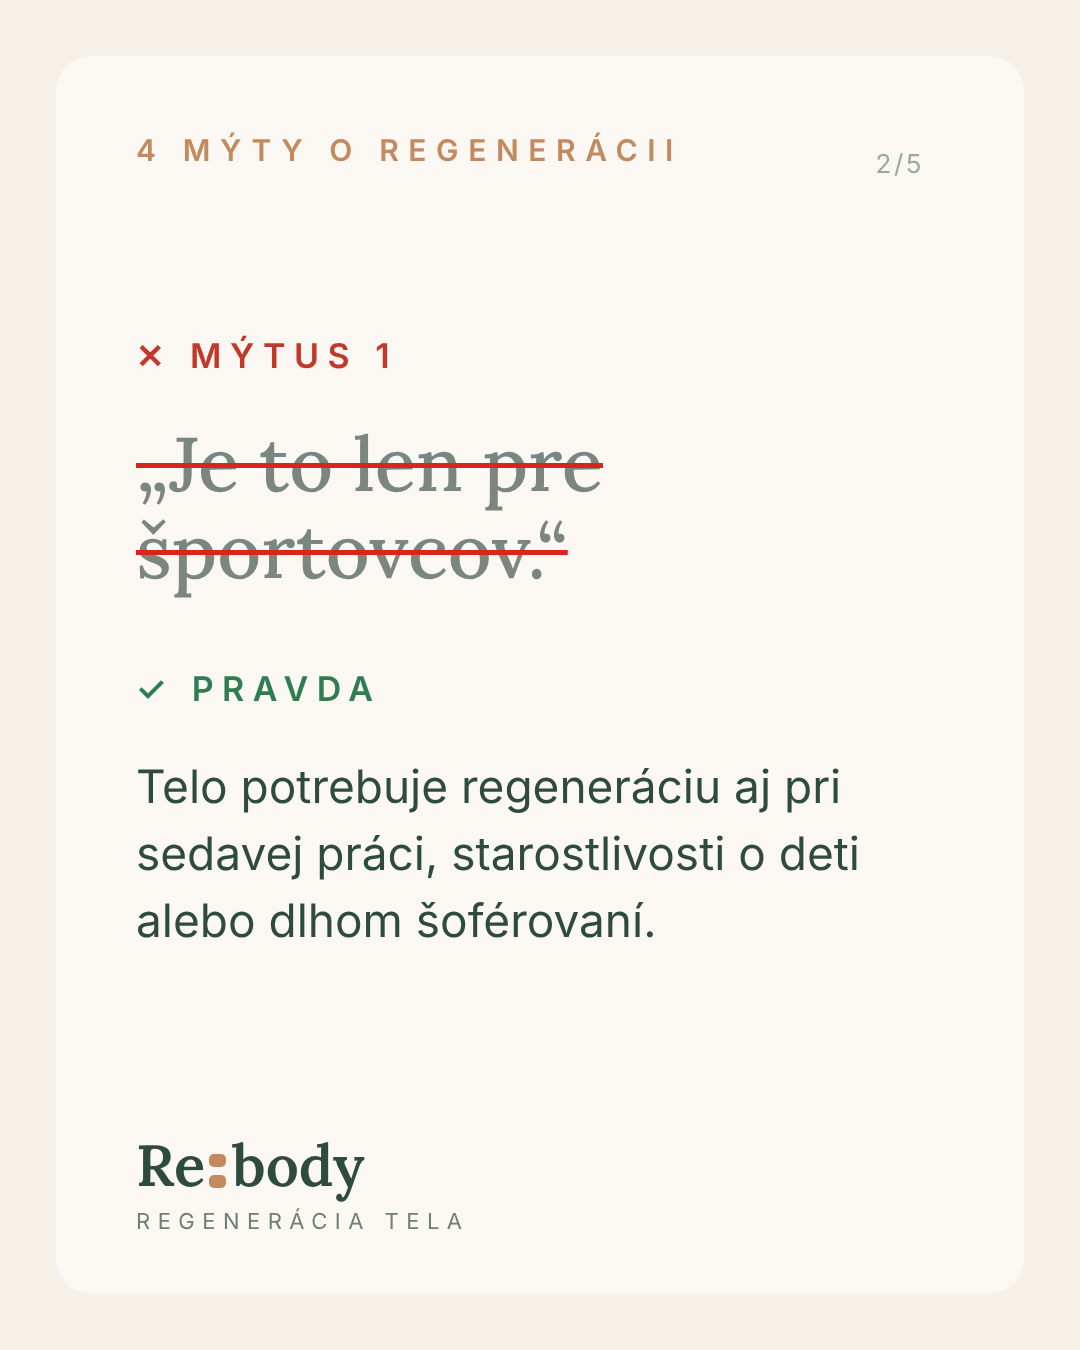 4 MÝTY O REGENERÁCII
2/5
✕ MÝTUS 1
„Je to len pre
športovcov.“
✓ PRAVDA
Telo potrebuje regeneráciu aj pri
sedavej práci, starostlivosti o deti
alebo dlhom šoférovaní.
Re:body
REGENERÁCIA TELA